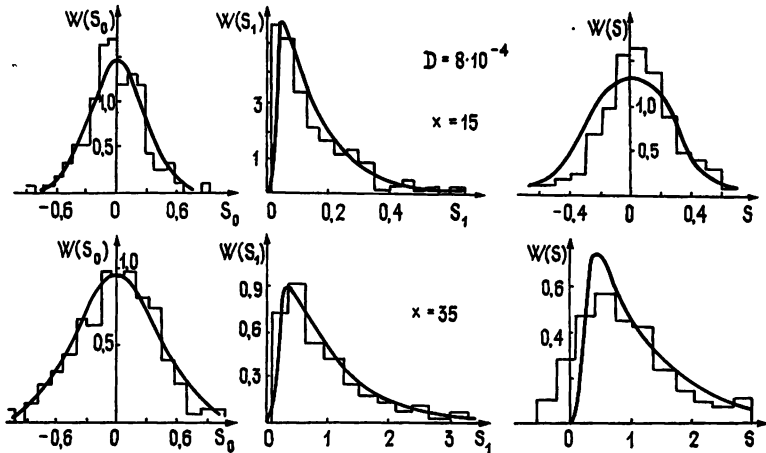 W(S₀)
1,0
0,5
−0,6 0 0,6 S₀
W(S₁)
3
1
0 0,2 0,4 S₁
D = 8·10⁻⁴
x = 15
W(S)
1,0
0,5
−0,4 0 0,4 S
W(S₀)
1,0
0,5
−0,6 0 0,6 S₀
W(S₁)
0,9
0,6
0,3
0 1 2 3 S₁
x = 35
W(S)
0,6
0,4
0 1 2 S